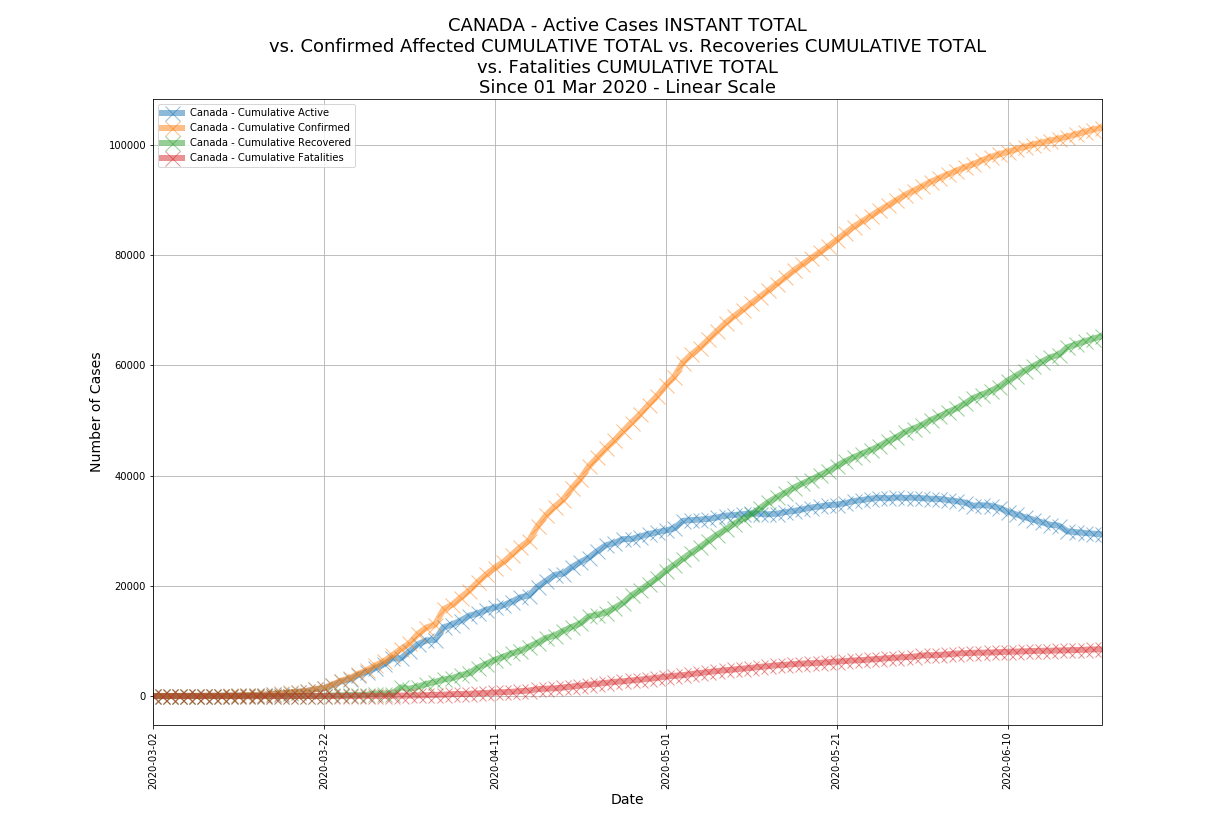 CANADA - Active Cases INSTANT TOTAL
vs. Confirmed Affected CUMULATIVE TOTAL vs. Recoveries CUMULATIVE TOTAL
vs. Fatalities CUMULATIVE TOTAL
Since 01 Mar 2020 - Linear Scale
Canada - Cumulative Active
Canada - Cumulative Confirmed
Canada - Cumulative Recovered
Canada - Cumulative Fatalities
100000
80000
60000
40000
20000
0
Number of Cases
2020-03-02
2020-03-22
2020-04-11
2020-05-01
2020-05-21
2020-06-10
Date